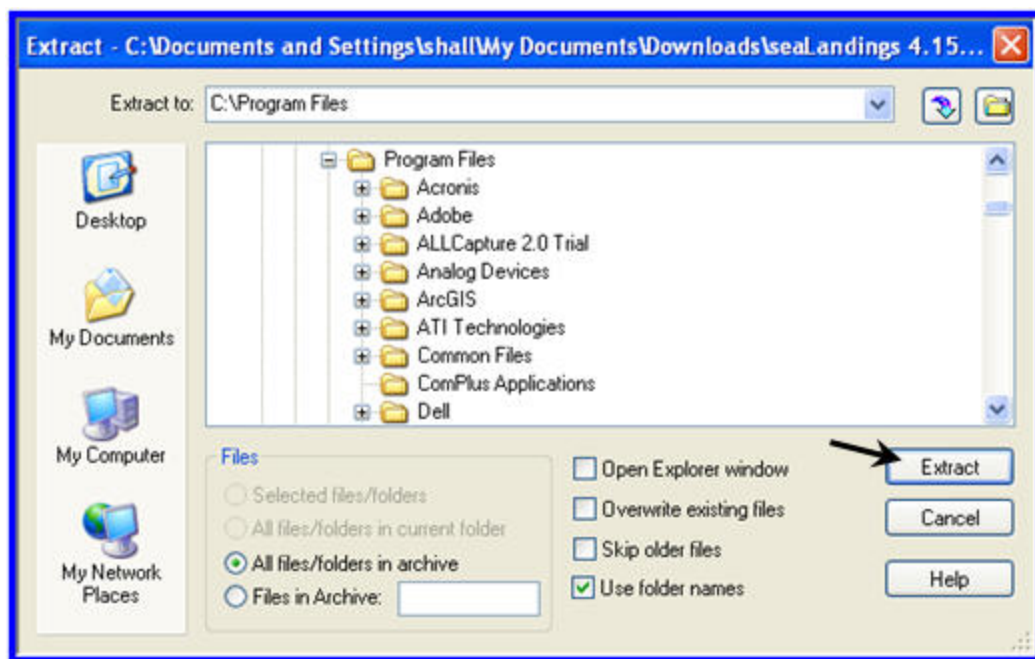 Extract - C:\Documents and Settings\shall\My Documents\Downloads\seaLandings 4.15...
Extract to:
C:\Program Files
Desktop
My Documents
My Computer
My Network
Places
Program Files
Acronis
Adobe
ALLCapture 2.0 Trial
Analog Devices
ArcGIS
ATI Technologies
Common Files
ComPlus Applications
Dell
Files
Selected files/folders
All files/folders in current folder
All files/folders in archive
Files in Archive:
Open Explorer window
Overwrite existing files
Skip older files
Use folder names
Extract
Cancel
Help